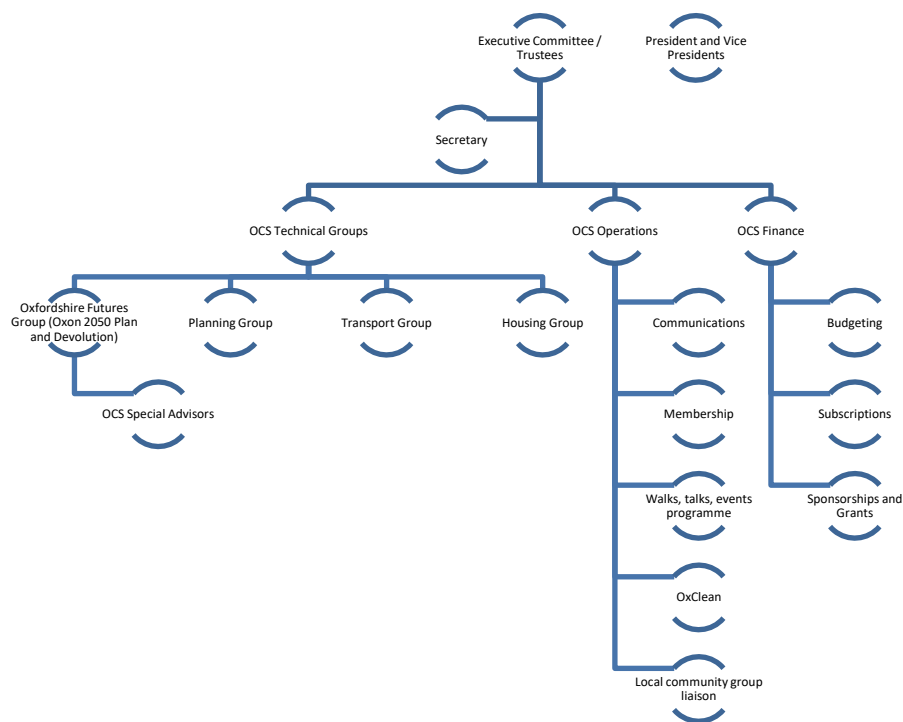 Executive Committee /
Trustees
President and Vice
Presidents
Secretary
OCS Technical Groups
OCS Operations
OCS Finance
Oxfordshire Futures
Group (Oxon 2050 Plan
and Devolution)
Planning Group
Transport Group
Housing Group
Communications
Budgeting
OCS Special Advisors
Membership
Subscriptions
Walks, talks, events
programme
Sponsorships and
Grants
OxClean
Local community group
liaison